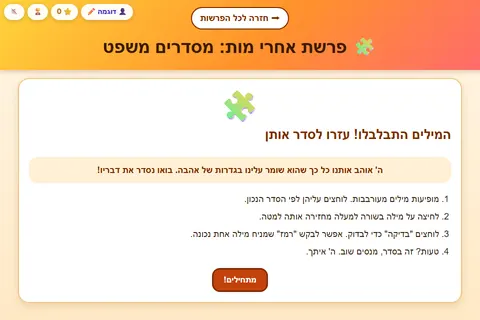 דוגמה
0
→ חזרה לכל הפרשות
פרשת אחרי מות: מסדרים משפט
המילים התבלבלו! עזרו לסדר אותן
ה' אוהב אותנו כל כך שהוא שומר עלינו בגדרות של אהבה. בואו נסדר את דבריו!
1. מופיעות מילים מעורבבות. לוחצים עליהן לפי הסדר הנכון.
2. לחיצה על מילה בשורה למעלה מחזירה אותה למטה.
3. לוחצים "בדיקה" כדי לבדוק. אפשר לבקש "רמז" שמניח מילה אחת נכונה.
4. טעות? זה בסדר, מנסים שוב. ה' איתך.
מתחילים!